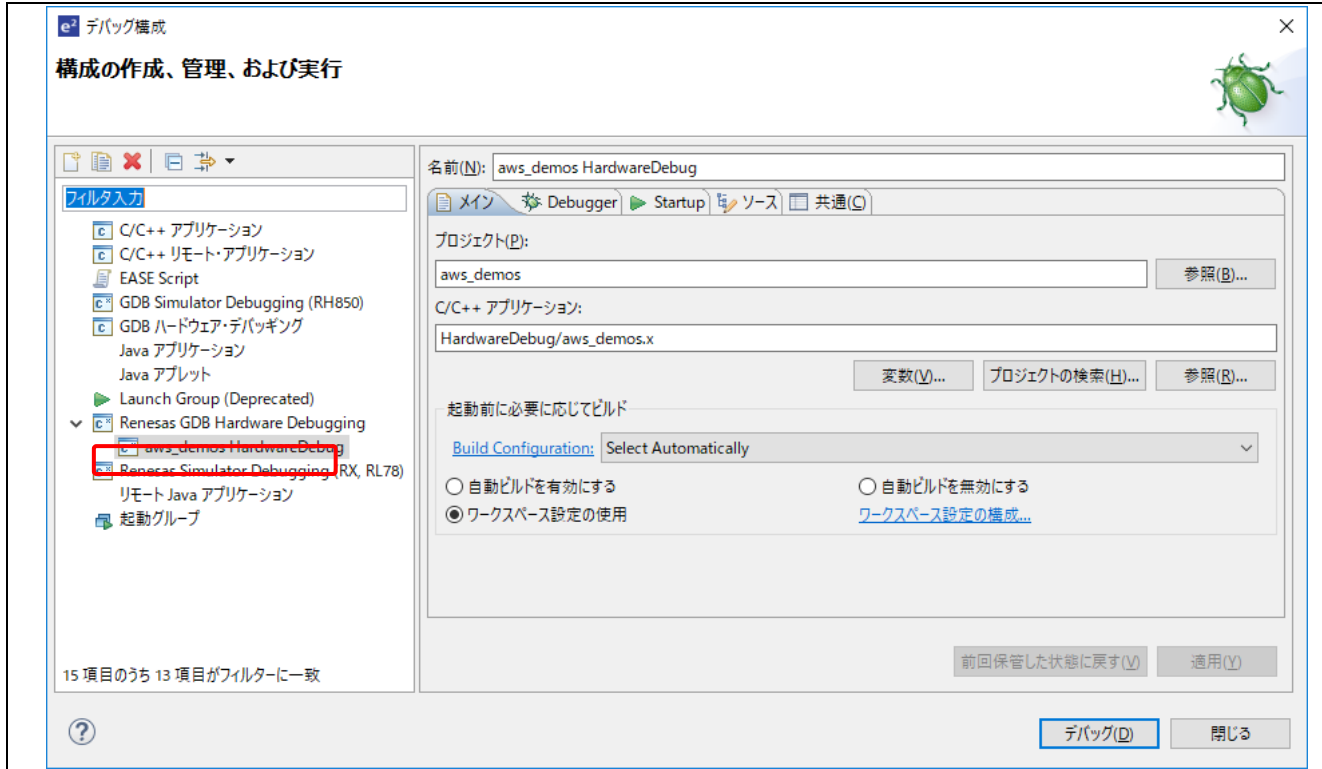 e² デバッグ構成
構成の作成、管理、および実行
フィルタ入力
C/C++ アプリケーション
C/C++ リモート・アプリケーション
EASE Script
GDB Simulator Debugging (RH850)
GDB ハードウェア・デバッギング
Java アプリケーション
Java アプレット
Launch Group (Deprecated)
Renesas GDB Hardware Debugging
aws_demos HardwareDebug
Renesas Simulator Debugging (RX, RL78)
リモート Java アプリケーション
起動グループ
15 項目のうち 13 項目がフィルターに一致
名前(N): aws_demos HardwareDebug
メイン Debugger Startup ソース 共通(C)
プロジェクト(P):
aws_demos 参照(B)...
C/C++ アプリケーション:
HardwareDebug/aws_demos.x
変数(V)... プロジェクトの検索(H)... 参照(R)...
起動前に必要に応じてビルド
Build Configuration: Select Automatically
自動ビルドを有効にする 自動ビルドを無効にする
ワークスペース設定の使用 ワークスペース設定の構成...
前回保管した状態に戻す(V) 適用(Y)
デバッグ(D) 閉じる